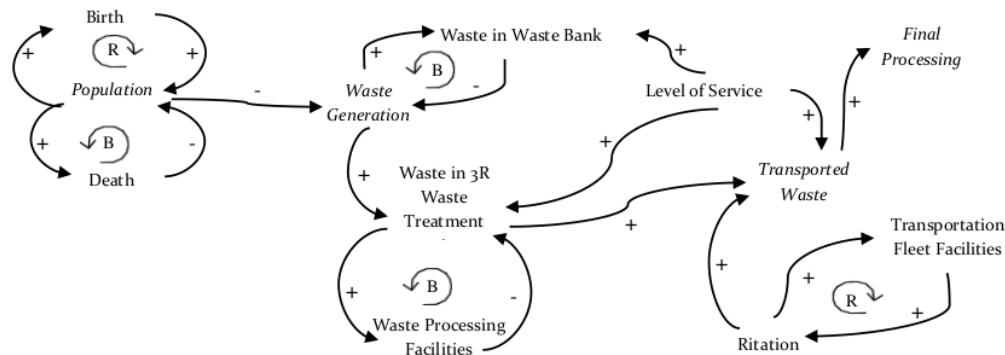 Birth
+
R
+
Population
-
+
B
-
Death
Waste in Waste Bank
+
B
-
Waste
Generation
+
Level of Service
+
+
Final
Processing
+
Waste in 3R
Waste
Treatment
+
Transported
Waste
+
B
-
Waste Processing
Facilities
Transportation
Fleet Facilities
+
+
R
+
Ritation